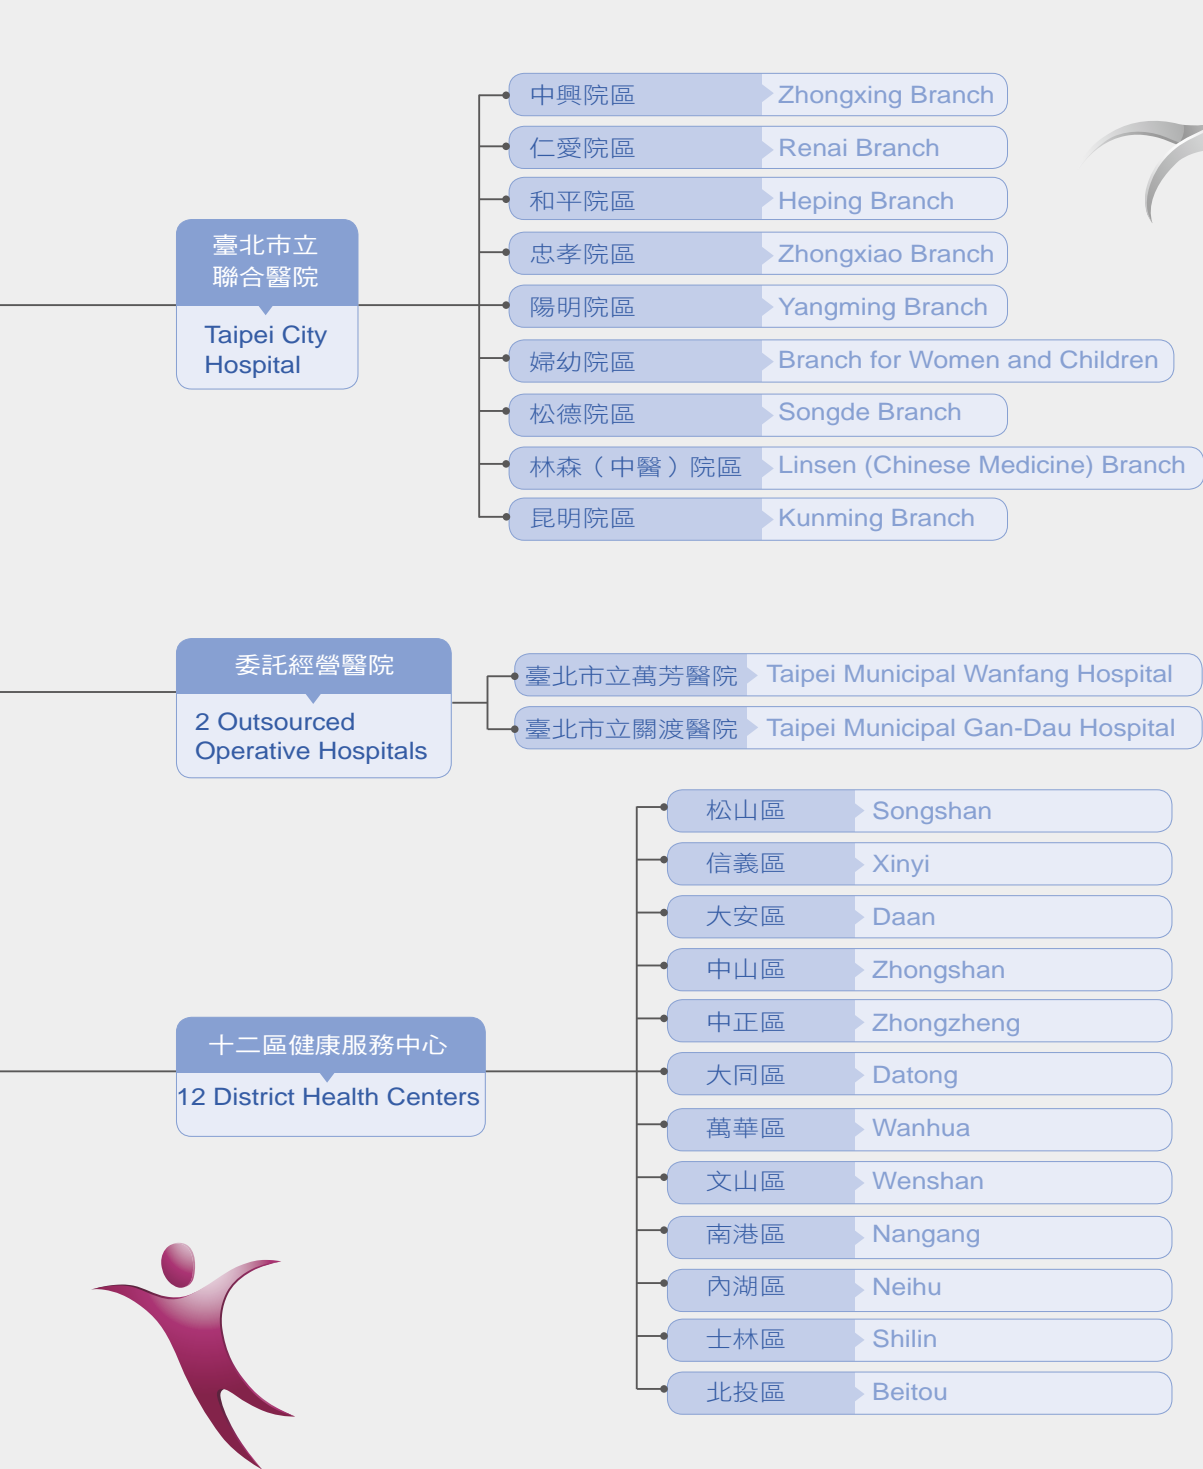 臺北市立
聯合醫院
Taipei City
Hospital
中興院區 Zhongxing Branch
仁愛院區 Renai Branch
和平院區 Heping Branch
忠孝院區 Zhongxiao Branch
陽明院區 Yangming Branch
婦幼院區 Branch for Women and Children
松德院區 Songde Branch
林森（中醫）院區 Linsen (Chinese Medicine) Branch
昆明院區 Kunming Branch
委託經營醫院
2 Outsourced
Operative Hospitals
臺北市立萬芳醫院 Taipei Municipal Wanfang Hospital
臺北市立關渡醫院 Taipei Municipal Gan-Dau Hospital
十二區健康服務中心
12 District Health Centers
松山區 Songshan
信義區 Xinyi
大安區 Daan
中山區 Zhongshan
中正區 Zhongzheng
大同區 Datong
萬華區 Wanhua
文山區 Wenshan
南港區 Nangang
內湖區 Neihu
士林區 Shilin
北投區 Beitou